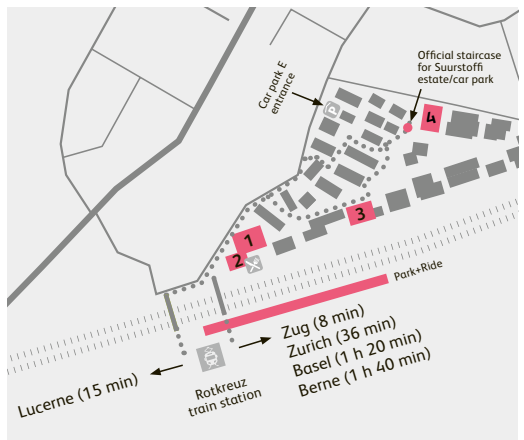 Official staircase
for Suurstoffi
estate/car park
Car park E
entrance
P
4
3
1
2
Park+Ride
Zug (8 min)
Zurich (36 min)
Basel (1 h 20 min)
Berne (1 h 40 min)
Lucerne (15 min)
Rotkreuz
train station